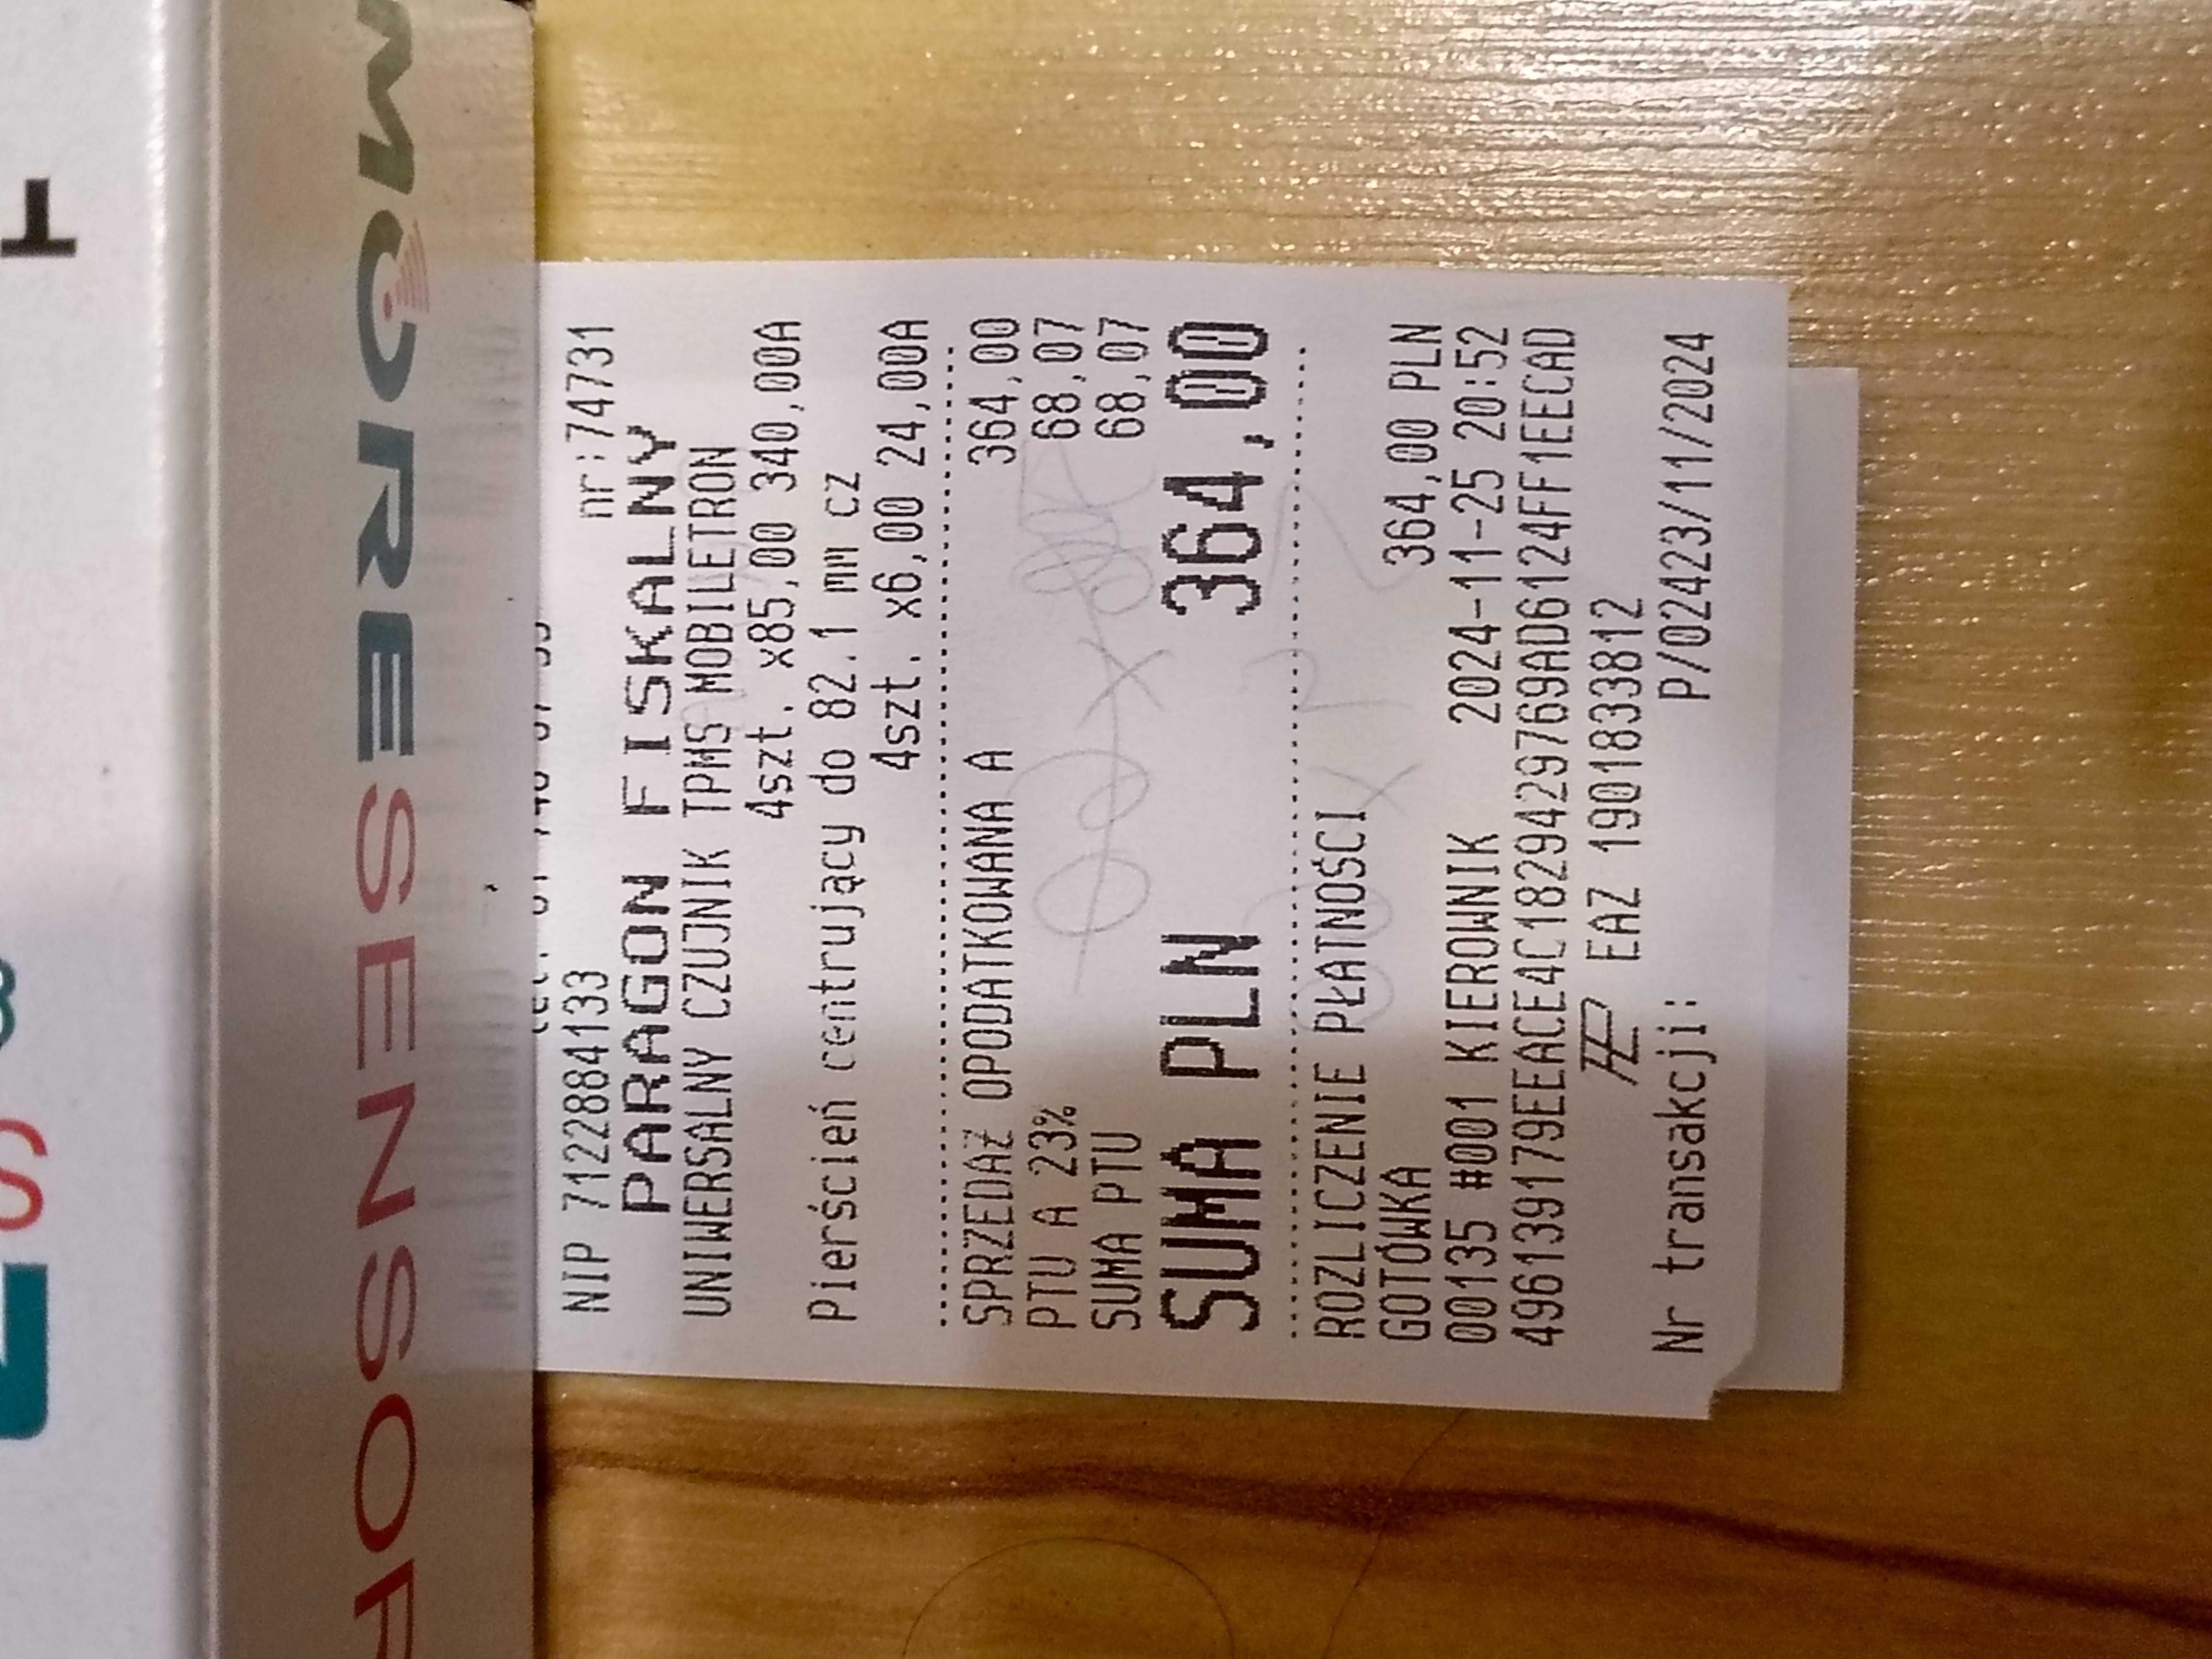 MORESENSOR
NIP 7122884133 nr:74731
PARAGON FISKALNY
UNIWERSALNY CZUJNIK TPMS MOBILETRON
4szt. x85,00 340,00A
Pierścień centrujący do 82.1 mm cz
4szt. x6,00 24,00A
SPRZEDAŻ OPODATKOWANA A 364,00
PTU A 23% 68,07
SUMA PTU 68,07
SUMA PLN 364,00
ROZLICZENIE PŁATNOŚCI
GOTÓWKA 364,00 PLN
00135 #001 KIEROWNIK 2024-11-25 20:52
496139179EEACE4C1829429769AD6124FF1EECAD
EAZ 1901833812
Nr transakcji: P/02423/11/2024